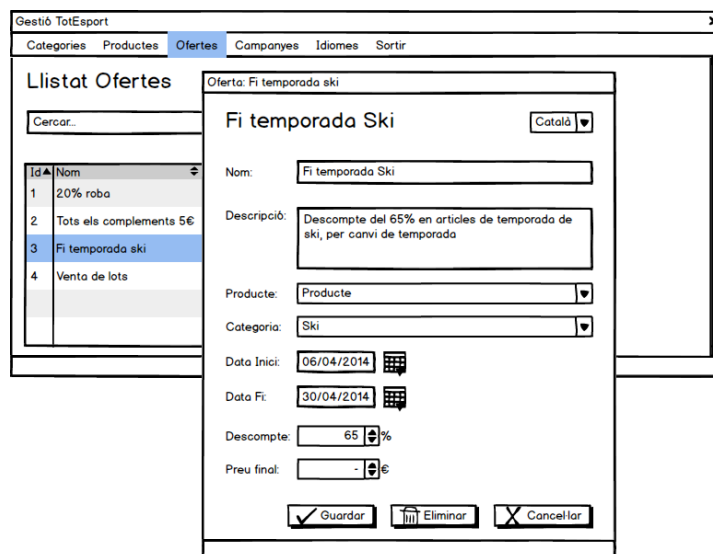 Gestió TotEsport
Categories Productes Ofertes Campanyes Idiomes Sortir
Llistat Ofertes
Cercar...
Id Nom
1 20% roba
2 Tots els complements 5€
3 Fi temporada ski
4 Venta de lots
Oferta: Fi temporada ski
Fi temporada Ski
Català
Nom: Fi temporada Ski
Descripció: Descompte del 65% en articles de temporada de
ski, per canvi de temporada
Producte: Producte
Categoria: Ski
Data Inici: 06/04/2014
Data Fi: 30/04/2014
Descompte: 65 %
Preu final: - €
Guardar Eliminar Cancel·lar